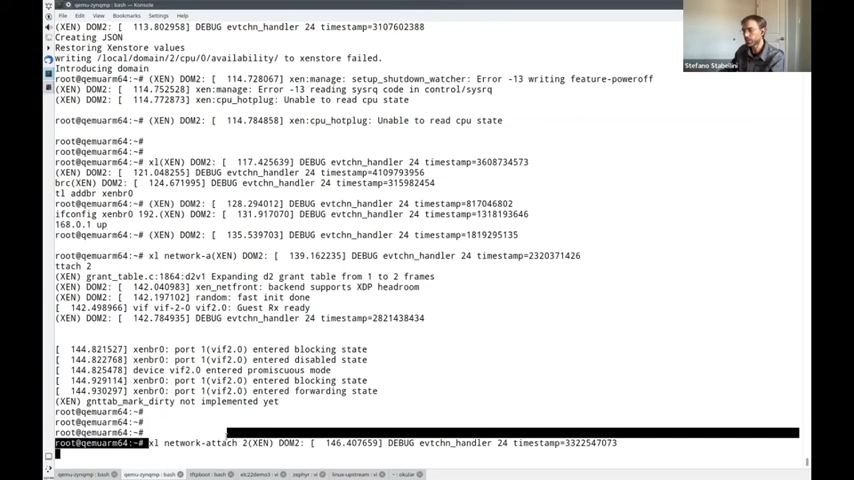 qemu-zynqmp : bash — Konsole
File Edit View Bookmarks Settings Help
(XEN) DOM2: [ 113.802958] DEBUG evtchn_handler 24 timestamp=3107602388
Creating JSON
Restoring Xenstore values
writing /local/domain/2/cpu/0/availability/ to xenstore failed.
Introducing domain
root@qemuarm64:~# (XEN) DOM2: [ 114.728067] xen:manage: setup_shutdown_watcher: Error -13 writing feature-poweroff
(XEN) DOM2: [ 114.752528] xen:manage: Error -13 reading sysrq code in control/sysrq
(XEN) DOM2: [ 114.772873] xen:cpu_hotplug: Unable to read cpu state
root@qemuarm64:~# (XEN) DOM2: [ 114.784858] xen:cpu_hotplug: Unable to read cpu state
root@qemuarm64:~#
root@qemuarm64:~#
root@qemuarm64:~# xl(XEN) DOM2: [ 117.425639] DEBUG evtchn_handler 24 timestamp=3608734573
(XEN) DOM2: [ 121.048255] DEBUG evtchn_handler 24 timestamp=4109793956
brc(XEN) DOM2: [ 124.671995] DEBUG evtchn_handler 24 timestamp=315982454
tl addbr xenbr0
root@qemuarm64:~# (XEN) DOM2: [ 128.294012] DEBUG evtchn_handler 24 timestamp=817046802
ifconfig xenbr0 192.(XEN) DOM2: [ 131.917070] DEBUG evtchn_handler 24 timestamp=1318193646
168.0.1 up
root@qemuarm64:~# (XEN) DOM2: [ 135.539703] DEBUG evtchn_handler 24 timestamp=1819295135
root@qemuarm64:~# xl network-a(XEN) DOM2: [ 139.162235] DEBUG evtchn_handler 24 timestamp=2320371426
ttach 2
(XEN) grant_table.c:1864:d2v1 Expanding d2 grant table from 1 to 2 frames
(XEN) DOM2: [ 142.040983] xen_netfront: backend supports XDP headroom
(XEN) DOM2: [ 142.197102] random: fast init done
[ 142.498966] vif vif-2-0 vif2.0: Guest Rx ready
(XEN) DOM2: [ 142.784935] DEBUG evtchn_handler 24 timestamp=2821438434
[ 144.821527] xenbr0: port 1(vif2.0) entered blocking state
[ 144.822768] xenbr0: port 1(vif2.0) entered disabled state
[ 144.825478] device vif2.0 entered promiscuous mode
[ 144.929114] xenbr0: port 1(vif2.0) entered blocking state
[ 144.930297] xenbr0: port 1(vif2.0) entered forwarding state
(XEN) gnttab_mark_dirty not implemented yet
root@qemuarm64:~#
root@qemuarm64:~#
root@qemuarm64:~#
root@qemuarm64:~# xl network-attach 2(XEN) DOM2: [ 146.407659] DEBUG evtchn_handler 24 timestamp=3322547073
qemu-zynqmp : bash
qemu-zynqmp : bash
tftpboot : bash
elc22demo3 : vi
zephyr : vi
linux-upstream : vi
~ : okular
Stefano Stabellini